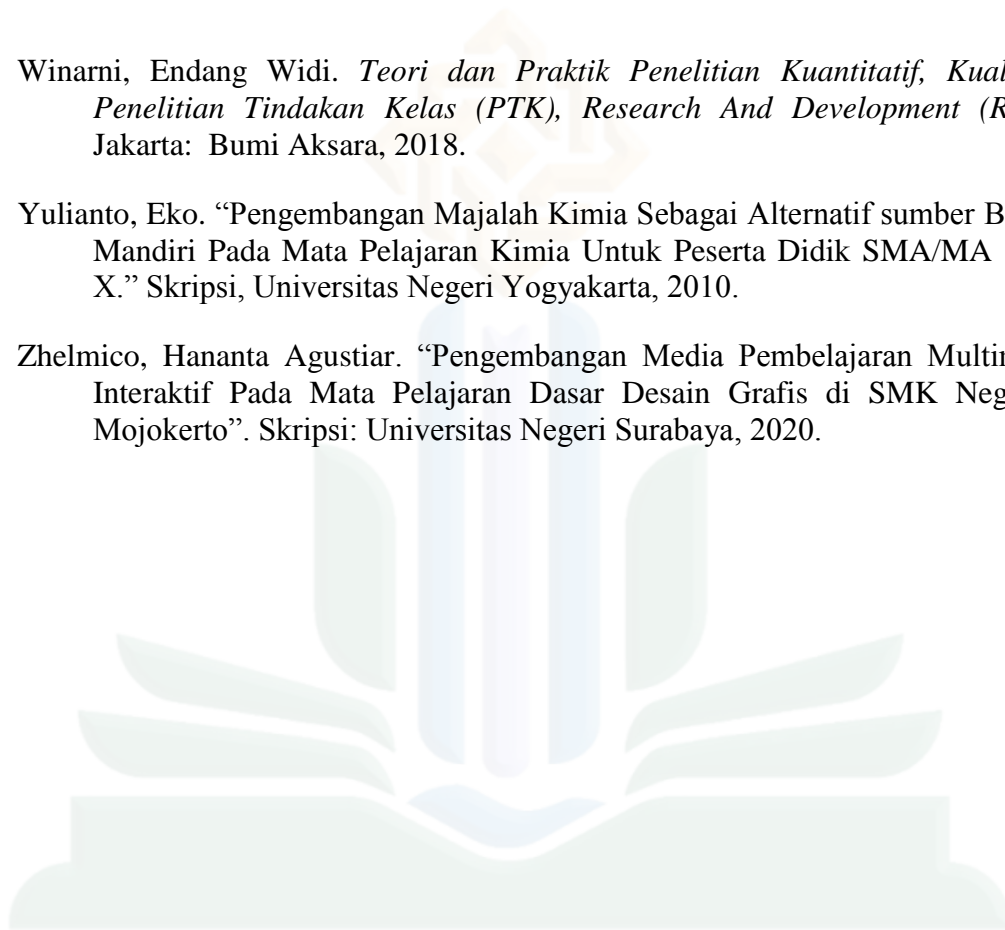 Winarni, Endang Widi. Teori dan Praktik Penelitian Kuantitatif,
Penelitian Tindakan Kelas (PTK), Research And Development
Jakarta: Bumi Aksara, 2018.
Yulianto, Eko. “Pengembangan Majalah Kimia Sebagai Alternatif sumber
Mandiri Pada Mata Pelajaran Kimia Untuk Peserta Didik SMA/MA
X.” Skripsi, Universitas Negeri Yogyakarta, 2010.
Zhelmico, Hananta Agustiar. “Pengembangan Media Pembelajaran
Interaktif Pada Mata Pelajaran Dasar Desain Grafis di SMK
Mojokerto”. Skripsi: Universitas Negeri Surabaya, 2020.